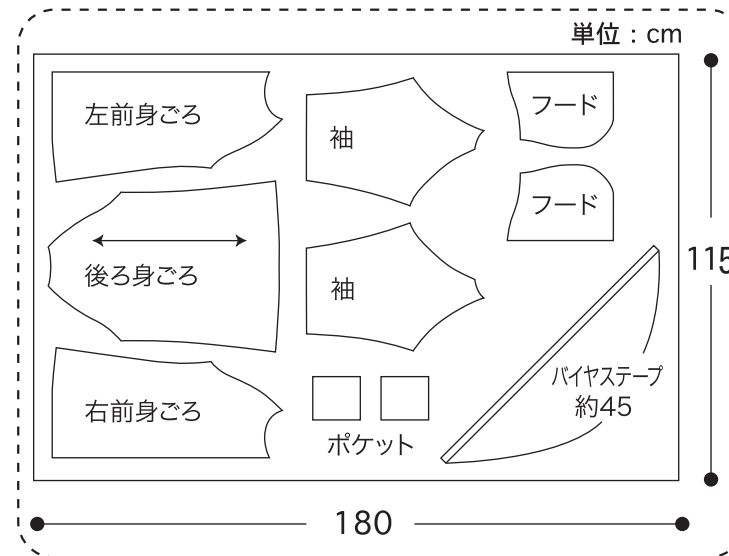 単位：cm
左前身ごろ
袖
フード
フード
後ろ身ごろ
袖
115
バイヤステープ
約45
右前身ごろ
ポケット
180